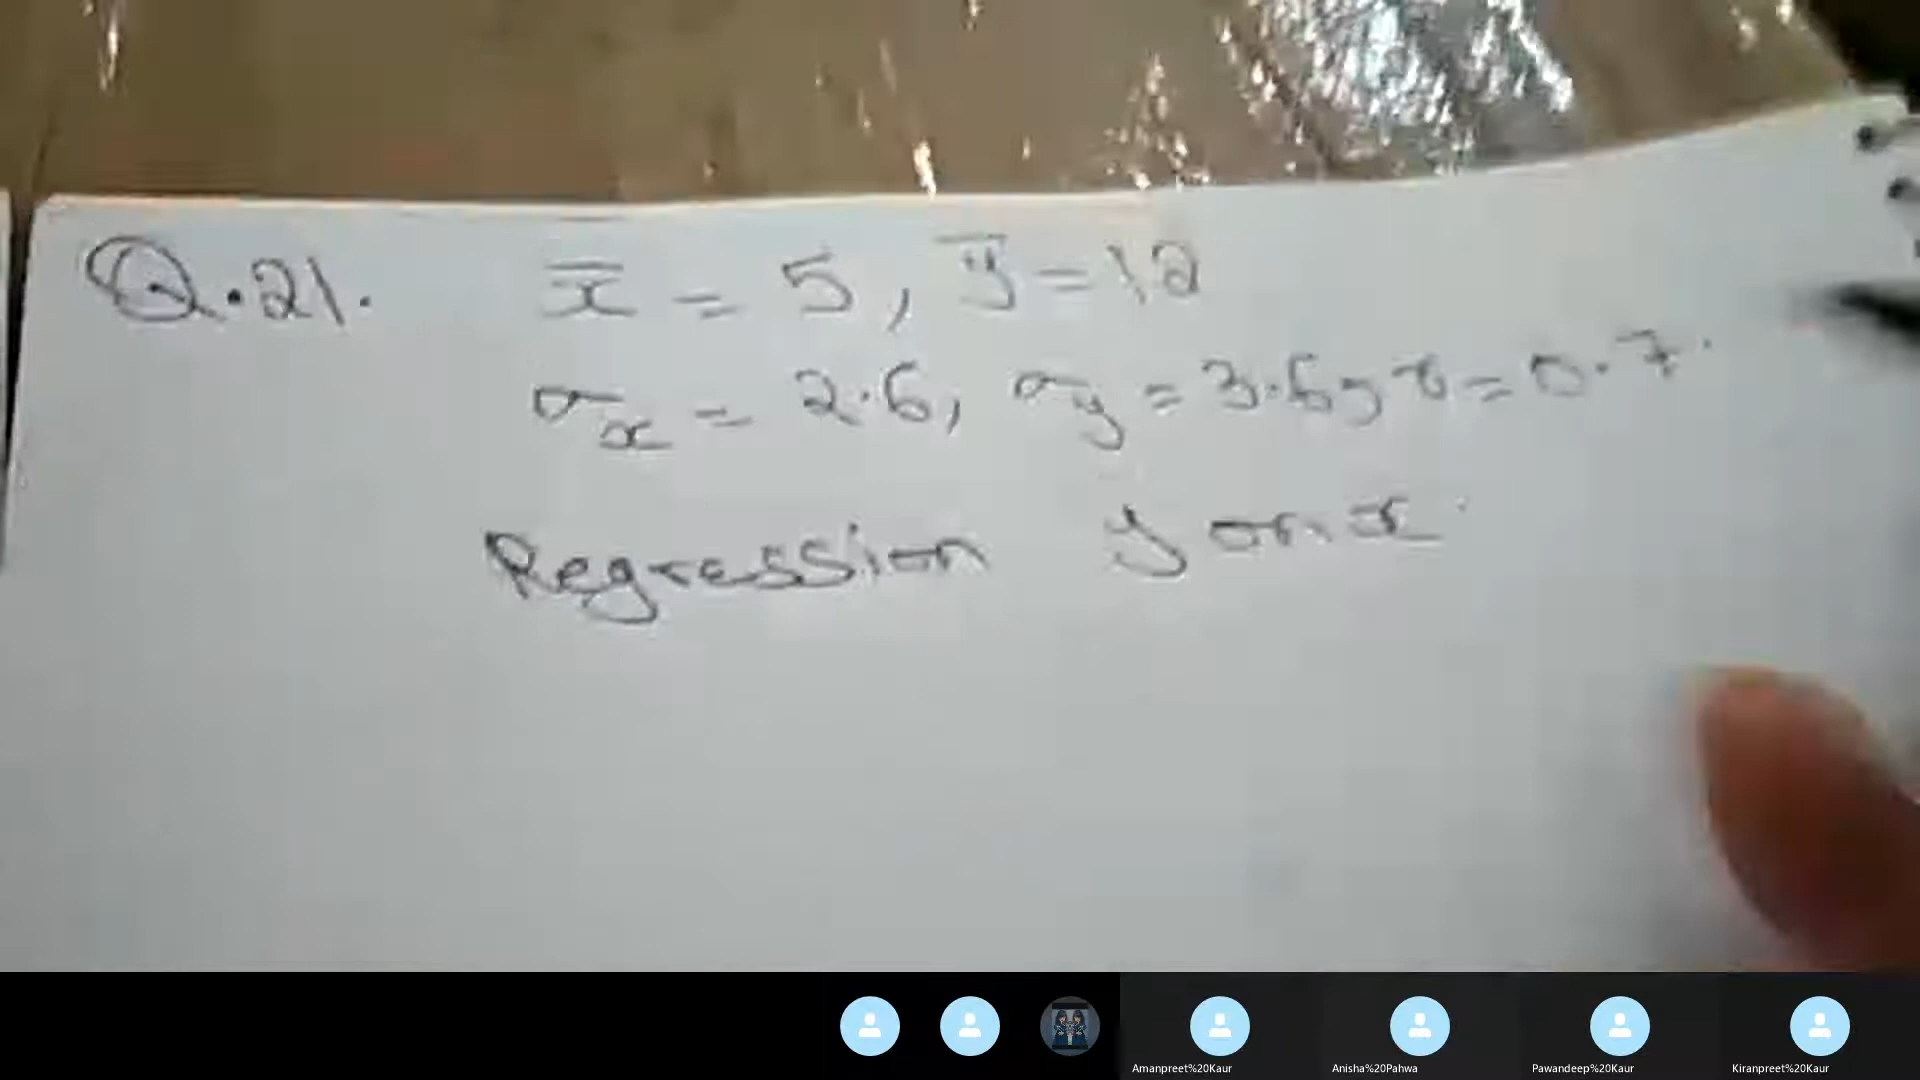 Q.21. x̅ = 5, y̅ = 12
σx = 2.6, σy = 3.6, r = 0.7.
Regression y on x.
Amanpreet%20Kaur
Anisha%20Pahwa
Pawandeep%20Kaur
Kiranpreet%20Kaur